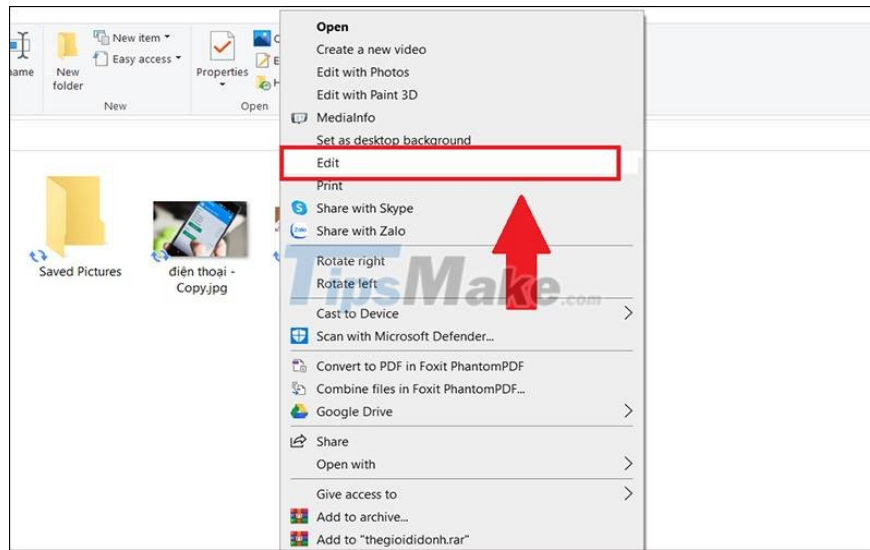 New item
Easy access
ame
New
folder
Properties
New
Open
Saved Pictures
điện thoại -
Copy.jpg
Open
Create a new video
Edit with Photos
Edit with Paint 3D
MediaInfo
Set as desktop background
Edit
Print
Share with Skype
Zalo
Share with Zalo
Rotate right
Rotate left
TipsMake.com
Cast to Device
Scan with Microsoft Defender...
Convert to PDF in Foxit PhantomPDF
Combine files in Foxit PhantomPDF...
Google Drive
Share
Open with
Give access to
Add to archive...
Add to "thegioididonh.rar"